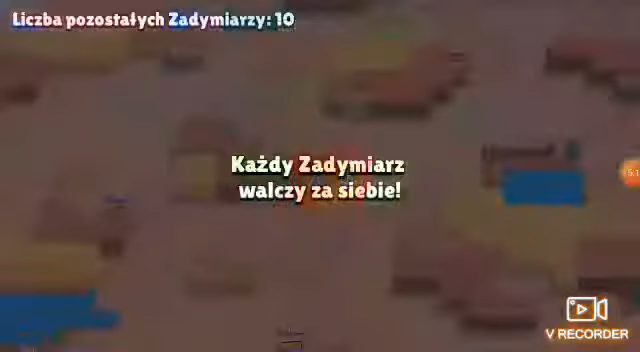 Liczba pozostałych Zadymiarzy: 10
Każdy Zadymiarz
walczy za siebie!
V RECORDER